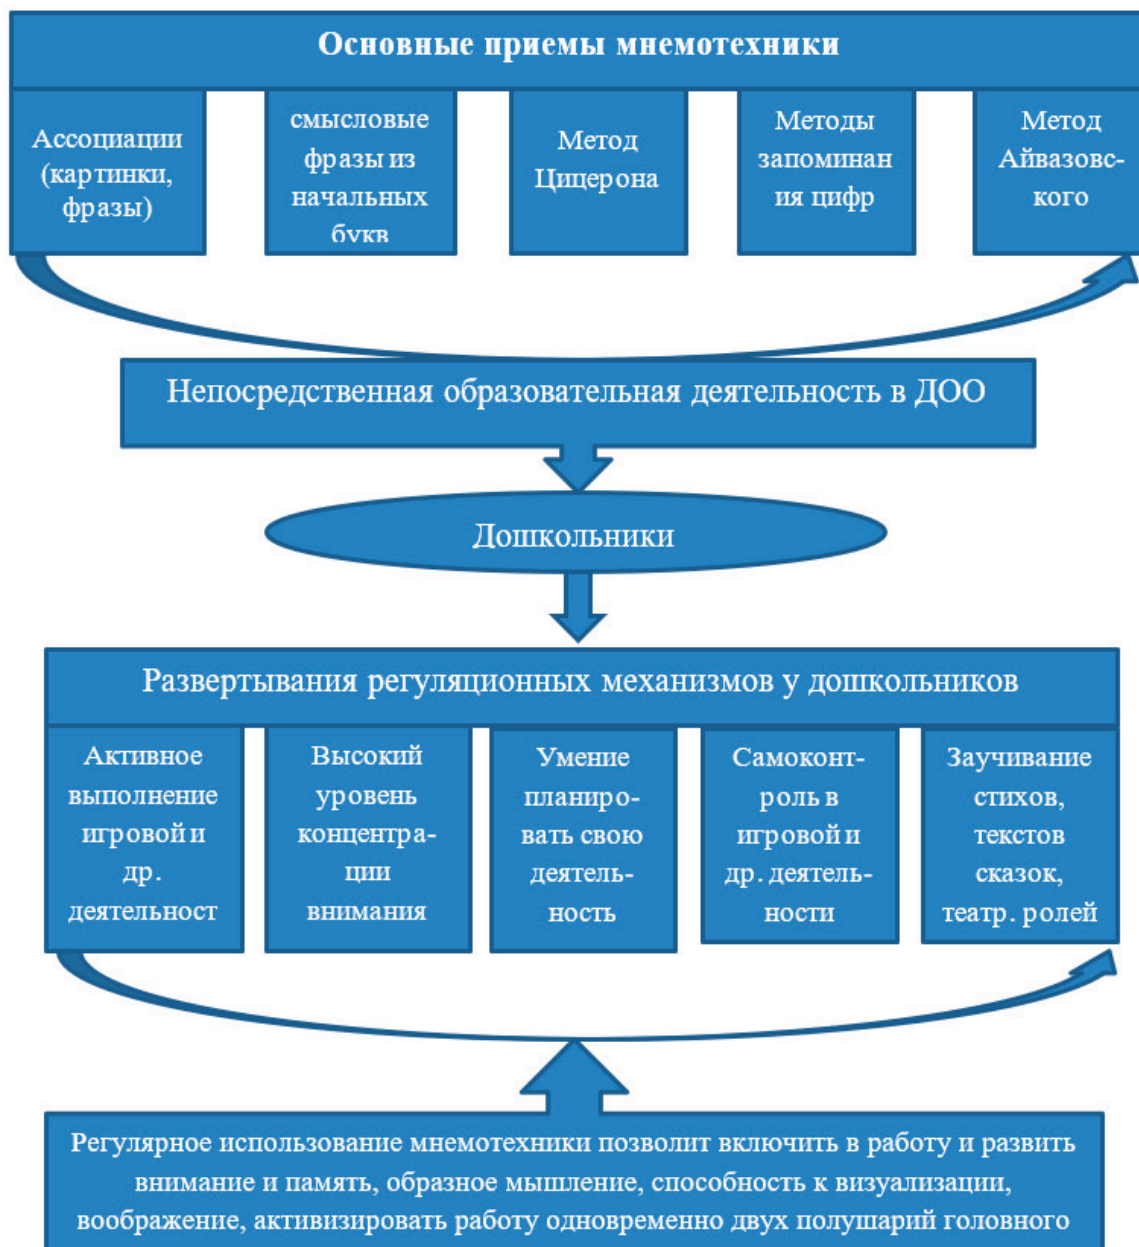 Основные приемы мнемотехники
Ассоциации
(картинки,
фразы)
смысловые
фразы из
начальных
букв
Метод
Цицерона
Методы
запоминан
ия цифр
Метод
Айвазовс-
кого
Непосредственная образовательная деятельность в ДОО
Дошкольники
Развертывания регуляционных механизмов у дошкольников
Активное
выполнение
игровой и
др.
деятельност
Высокий
уровень
концентра-
ции
внимания
Умение
планиро-
вать свою
деятель-
ность
Самоконт-
роль в
игровой и
др. деятель-
ности
Заучивание
стихов,
текстов
сказок,
театр. ролей
Регулярное использование мнемотехники позволит включить в работу и развить
внимание и память, образное мышление, способность к визуализации,
воображение, активизировать работу одновременно двух полушарий головного